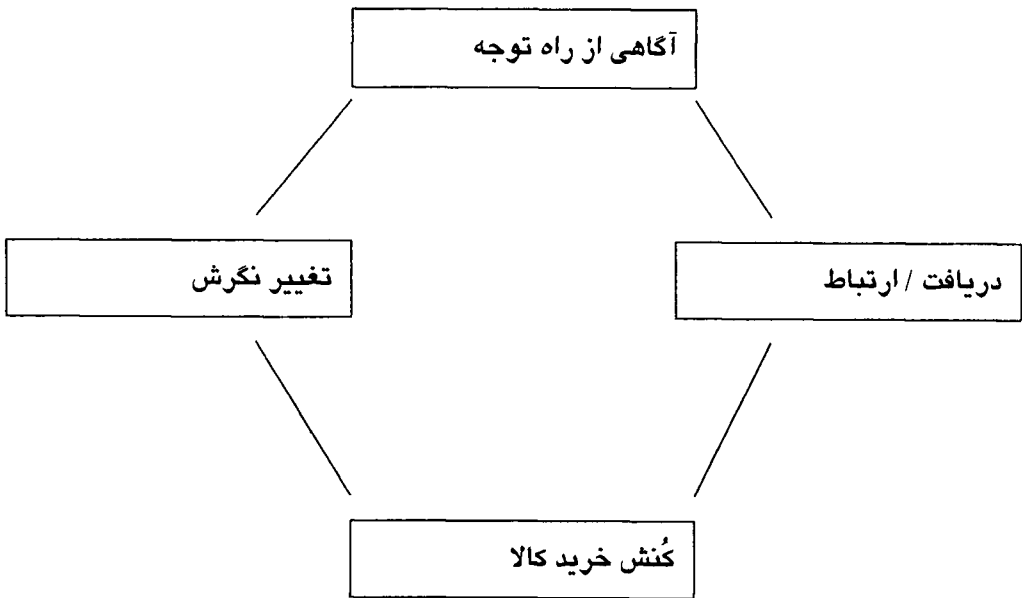 آگاهی از راه توجه
دریافت / ارتباط
تغییر نگرش
کُنش خرید کالا